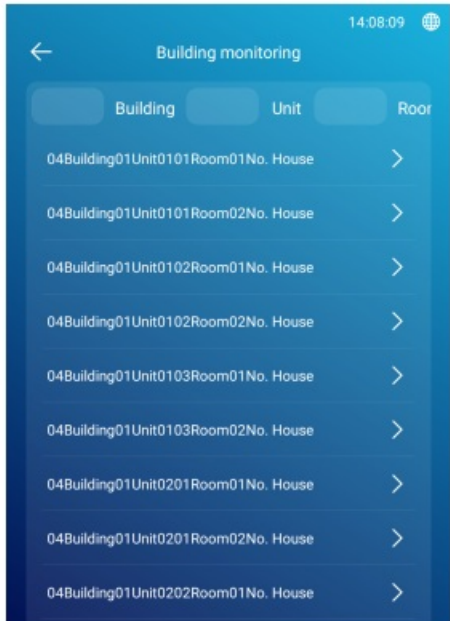 14:08:09
Building monitoring
Building Unit Roor
04Building01Unit0101Room01No. House
04Building01Unit0101Room02No. House
04Building01Unit0102Room01No. House
04Building01Unit0102Room02No. House
04Building01Unit0103Room01No. House
04Building01Unit0103Room02No. House
04Building01Unit0201Room01No. House
04Building01Unit0201Room02No. House
04Building01Unit0202Room01No. House